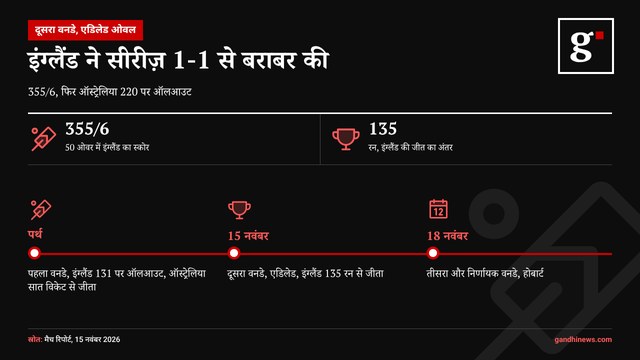 दूसरा वनडे, एडिलेड ओवल
g
इंग्लैंड ने सीरीज़ 1-1 से बराबर की
355/6, फिर ऑस्ट्रेलिया 220 पर ऑलआउट
355/6
50 ओवर में इंग्लैंड का स्कोर
135
रन, इंग्लैंड की जीत का अंतर
12
पर्थ
15 नवंबर
18 नवंबर
पहला वनडे, इंग्लैंड 131 पर ऑलआउट, ऑस्ट्रेलिया
सात विकेट से जीता
दूसरा वनडे, एडिलेड, इंग्लैंड 135 रन से जीता
तीसरा और निर्णायक वनडे, होबार्ट
स्रोत: मैच रिपोर्ट, 15 नवंबर 2026
gandhinews.com